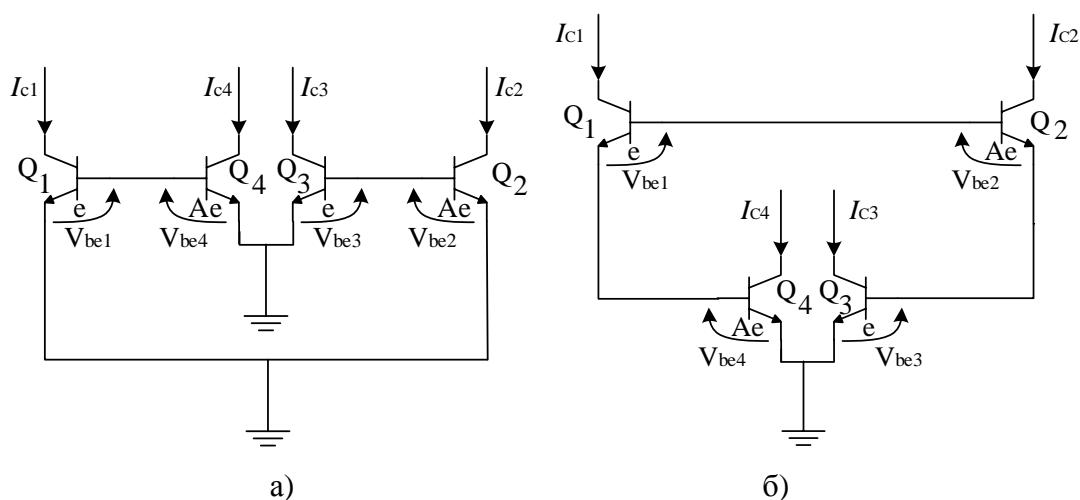 Ic1
Ic4
Ic3
Ic2
Q1
Q4
Q3
Q2
e
Ae
e
Ae
Vbe1
Vbe4
Vbe3
Vbe2
а)
IC1
IC2
Q1
Q2
e
Ae
Vbe1
Vbe2
IC4
IC3
Q4
Q3
Ae
e
Vbe4
Vbe3
б)